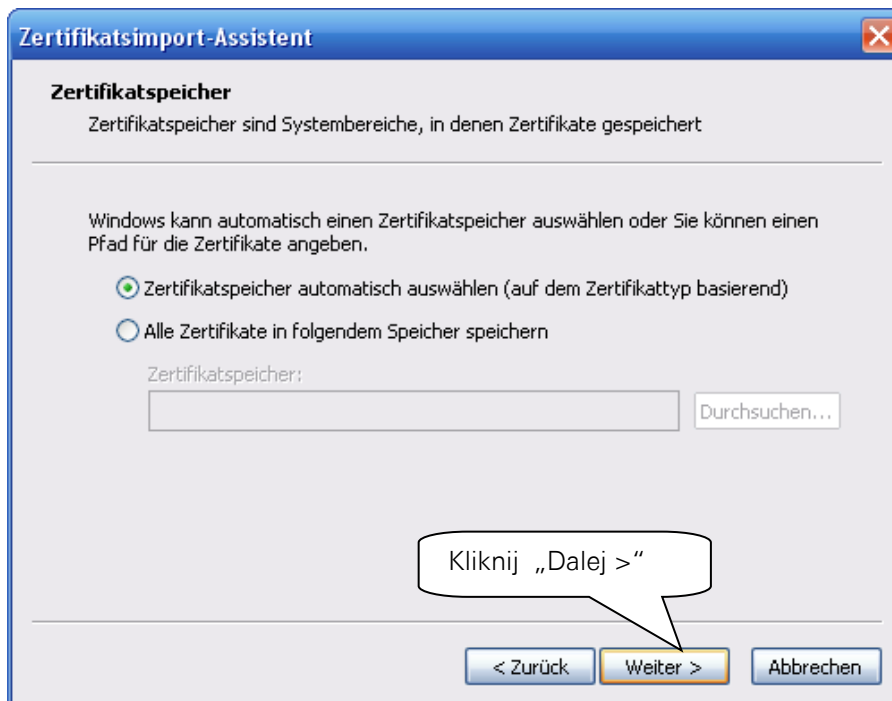 Zertifikatsimport-Assistent
Zertifikatspeicher
Zertifikatspeicher sind Systembereiche, in denen Zertifikate gespeichert
Windows kann automatisch einen Zertifikatspeicher auswählen oder Sie können einen
Pfad für die Zertifikate angeben.
Zertifikatspeicher automatisch auswählen (auf dem Zertifikattyp basierend)
Alle Zertifikate in folgendem Speicher speichern
Zertifikatspeicher:
Durchsuchen...
Kliknij „Dalej >“
< Zurück Weiter > Abbrechen